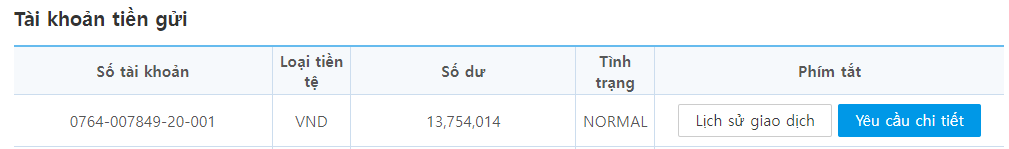 Tài khoản tiền gửi
Số tài khoản Loại tiền tệ Số dư Tình trạng Phím tắt
0764-007849-20-001 VND 13,754,014 NORMAL Lịch sử giao dịch Yêu cầu chi tiết